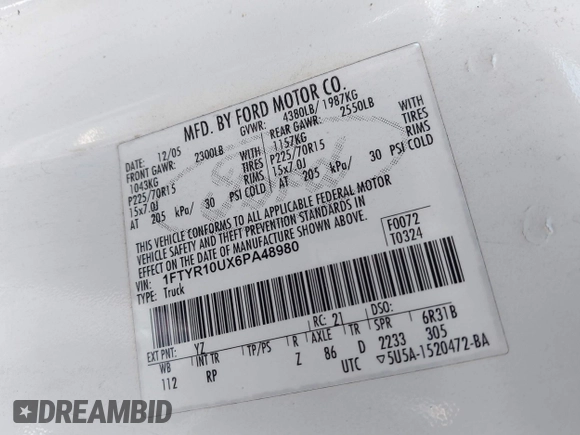 MFD. BY FORD MOTOR CO.
12/05 GVWR: 4380LB/ 1987KG
FRONT GAWR: 2300LB REAR GAWR: 2550LB
1043KG 1157KG
P225/70R15 TIRES P225/70R15 TIRES
15x7.0J RIMS 15x7.0J RIMS
AT 205 kPa/ 30 PSI COLD AT 205 kPa/ 30 PSI COLD
THIS VEHICLE CONFORMS TO ALL APPLICABLE FEDERAL MOTOR
VEHICLE SAFETY AND THEFT PREVENTION STANDARDS IN
EFFECT ON THE DATE OF MANUFACTURE SHOWN ABOVE.
VIN: 1FTYR10UX6PA48980 F0072
TYPE: Truck T0324
EXT PNT: YZ RC: 21 DSO:
WB INT TR TP/PS R AXLE TR SPR 6R31B
112 RP Z 86 D 2233 305
UTC ▽5U5A-1520472-BA
DREAMBID